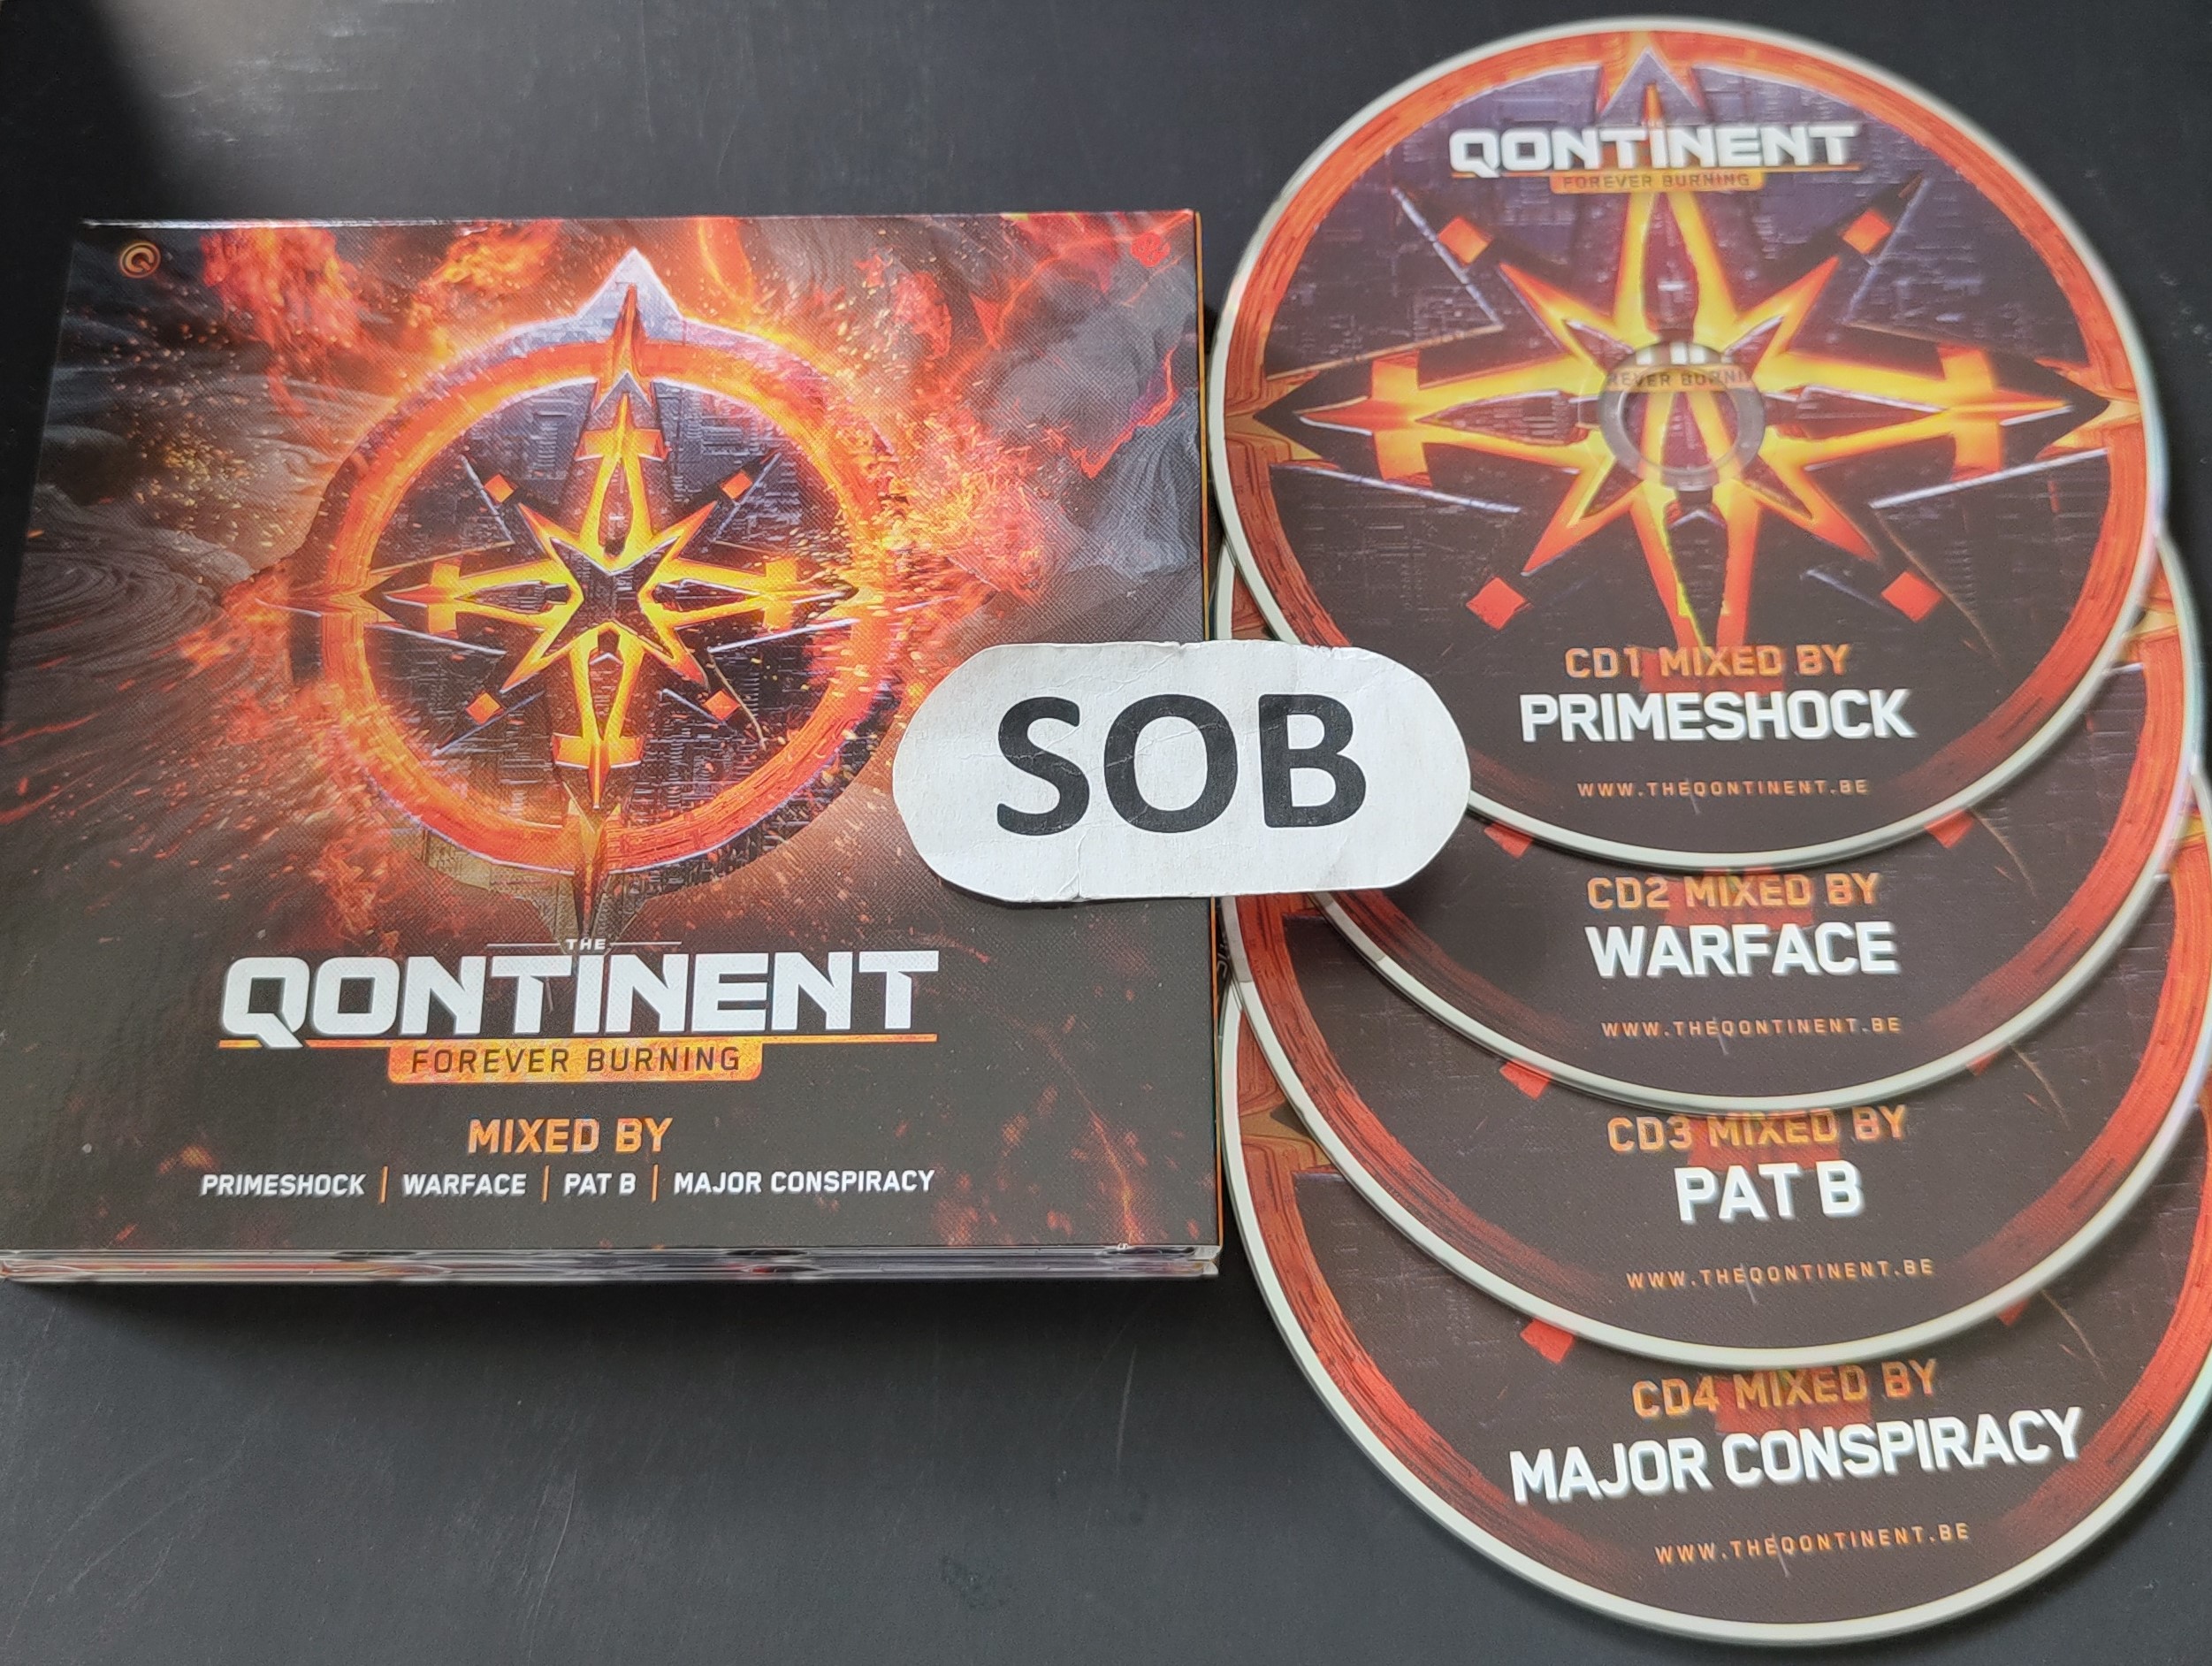 THE
QONTINENT
FOREVER BURNING
MIXED BY
PRIMESHOCK | WARFACE | PAT B | MAJOR CONSPIRACY
SOB
QONTINENT
FOREVER BURNING
CD1 MIXED BY
PRIMESHOCK
WWW.THEQONTINENT.BE
CD2 MIXED BY
WARFACE
WWW.THEQONTINENT.BE
CD3 MIXED BY
PAT B
WWW.THEQONTINENT.BE
CD4 MIXED BY
MAJOR CONSPIRACY
WWW.THEQONTINENT.BE